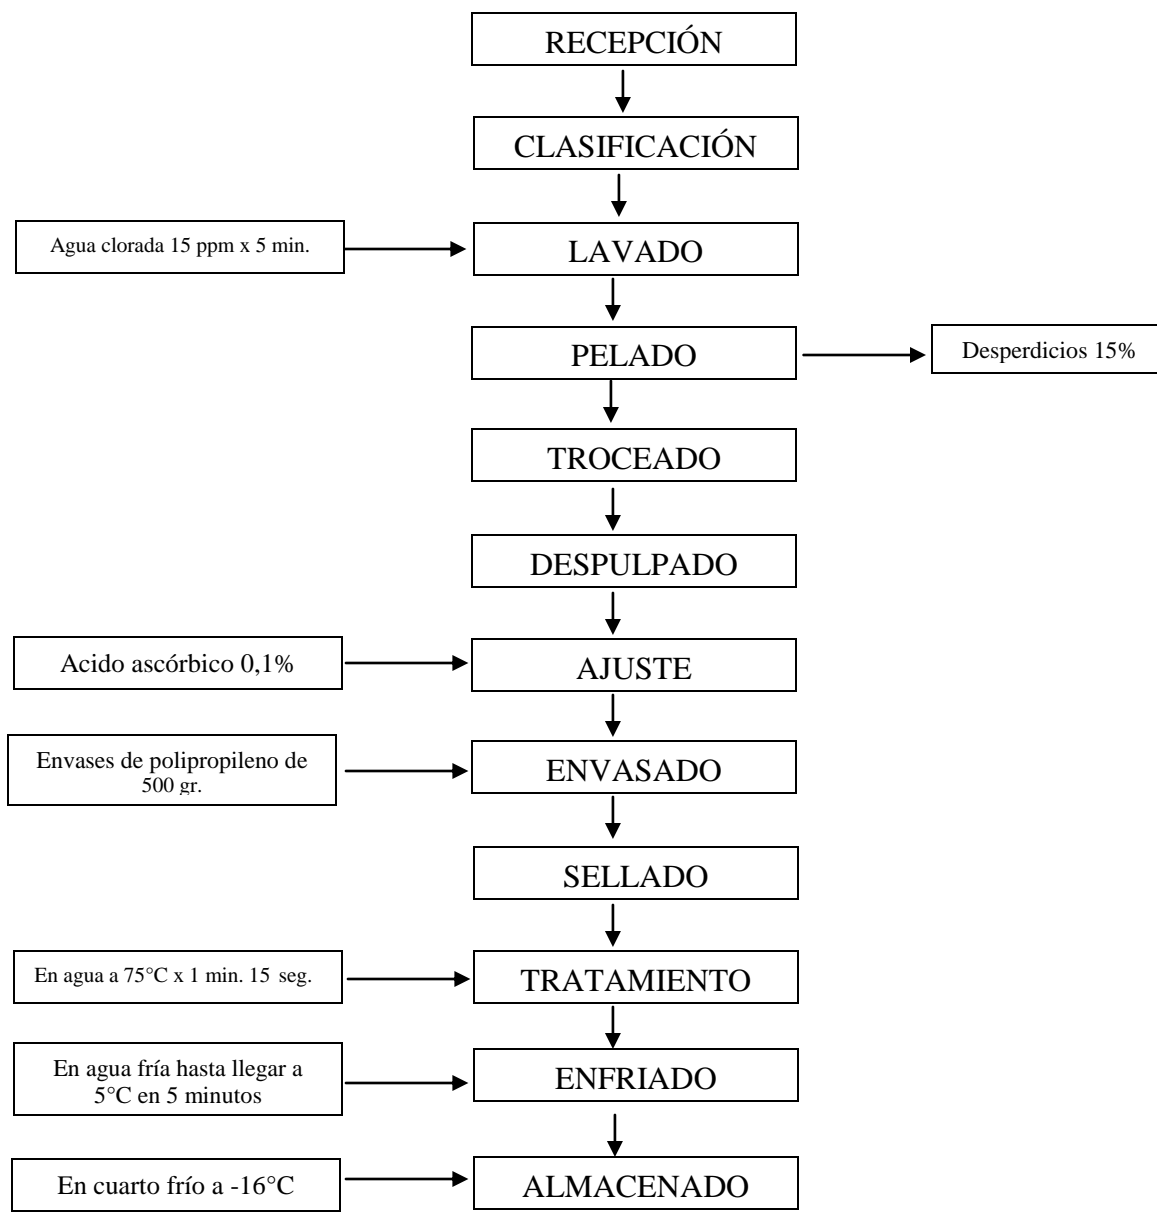 RECEPCIÓN
CLASIFICACIÓN
Agua clorada 15 ppm x 5 min.
LAVADO
PELADO
Desperdicios 15%
TROCEADO
DESPULPADO
Acido ascórbico 0,1%
AJUSTE
Envases de polipropileno de
500 gr.
ENVASADO
SELLADO
En agua a 75°C x 1 min. 15 seg.
TRATAMIENTO
En agua fría hasta llegar a
5°C en 5 minutos
ENFRIADO
En cuarto frío a -16°C
ALMACENADO